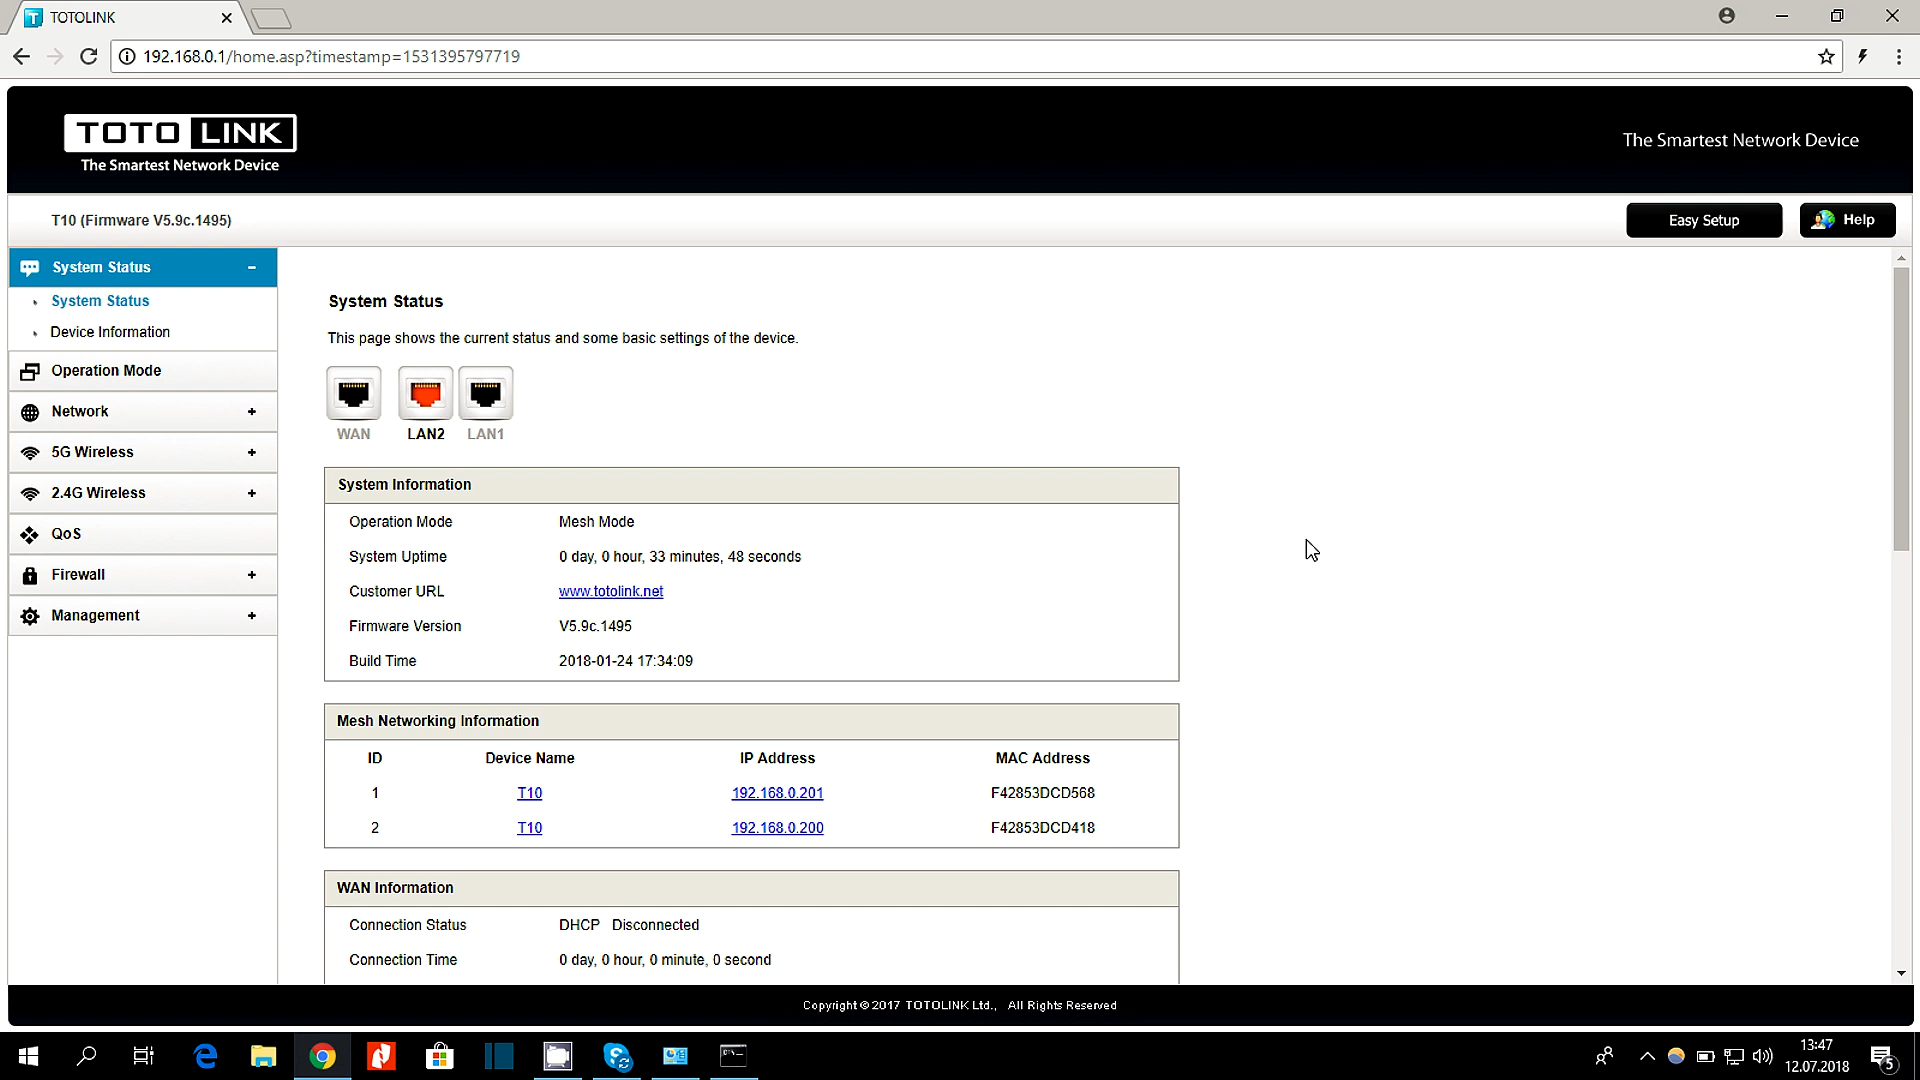 TOTOLINK
192.168.0.1/home.asp?timestamp=1531395797719
TOTO LINK
The Smartest Network Device
The Smartest Network Device
T10 (Firmware V5.9c.1495)
Easy Setup
Help
System Status
System Status
Device Information
Operation Mode
Network
5G Wireless
2.4G Wireless
QoS
Firewall
Management
System Status
This page shows the current status and some basic settings of the device.
WAN LAN2 LAN1
System Information
Operation Mode Mesh Mode
System Uptime 0 day, 0 hour, 33 minutes, 48 seconds
Customer URL www.totolink.net
Firmware Version V5.9c.1495
Build Time 2018-01-24 17:34:09
Mesh Networking Information
ID Device Name IP Address MAC Address
1 T10 192.168.0.201 F42853DCD568
2 T10 192.168.0.200 F42853DCD418
WAN Information
Connection Status DHCP Disconnected
Connection Time 0 day, 0 hour, 0 minute, 0 second
Copyright © 2017 TOTOLINK Ltd., All Rights Reserved
13:47
12.07.2018
5